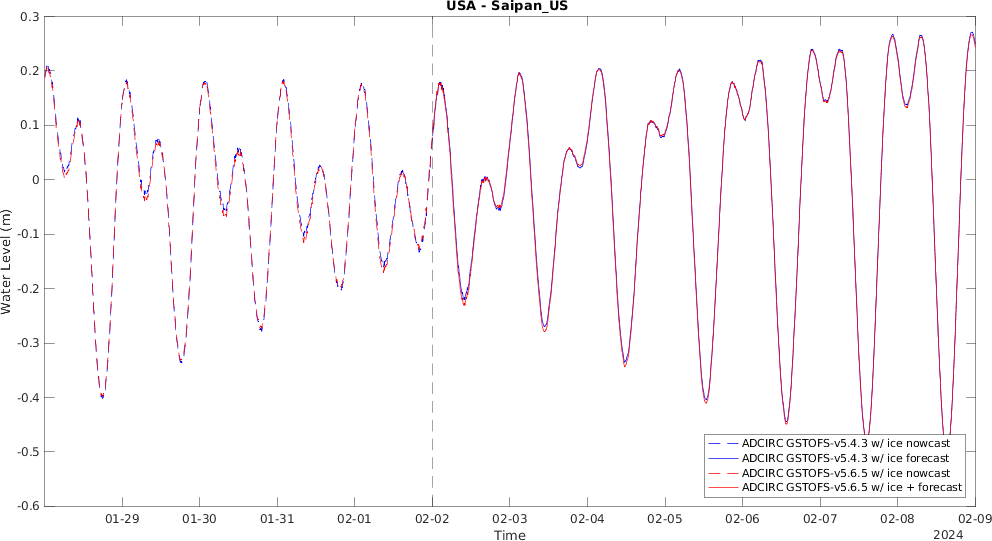 USA - Saipan_US
0.3
0.2
0.1
0
-0.1
-0.2
-0.3
-0.4
-0.5
-0.6
Water Level (m)
ADCIRC GSTOFS-v5.4.3 w/ ice nowcast
ADCIRC GSTOFS-v5.4.3 w/ ice forecast
ADCIRC GSTOFS-v5.6.5 w/ ice nowcast
ADCIRC GSTOFS-v5.6.5 w/ ice + forecast
01-29 01-30 01-31 02-01 02-02 02-03 02-04 02-05 02-06 02-07 02-08 02-09
Time
2024